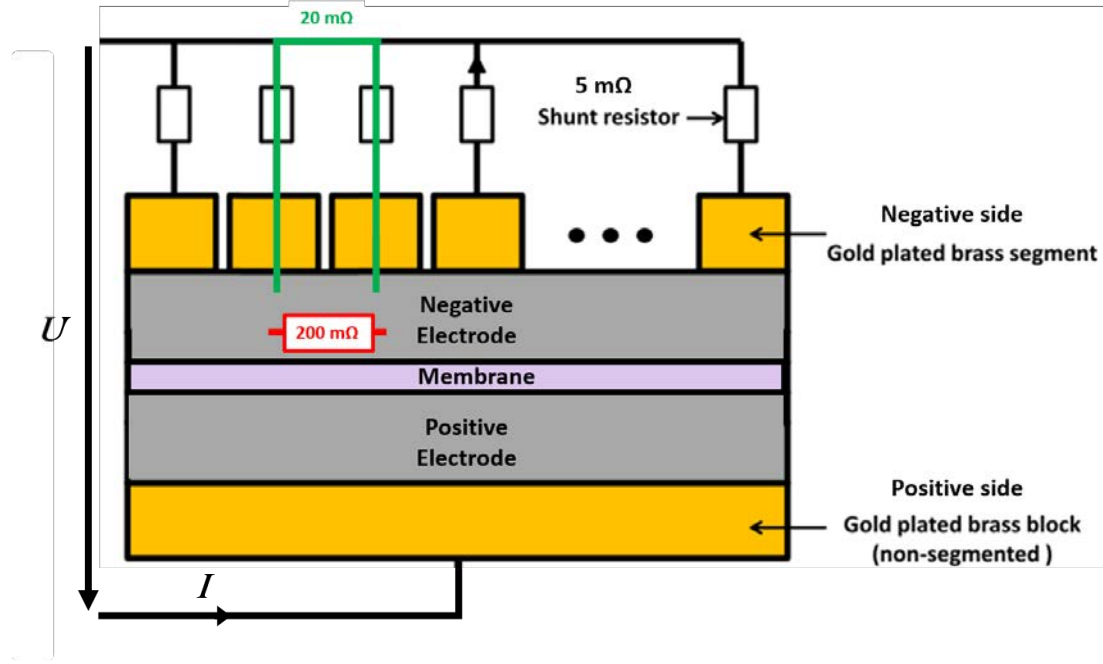 20 mΩ
5 mΩ
Shunt resistor
Negative side
Gold plated brass segment
Negative
Electrode
U
200 mΩ
Membrane
Positive
Electrode
Positive side
Gold plated brass block
(non-segmented )
I